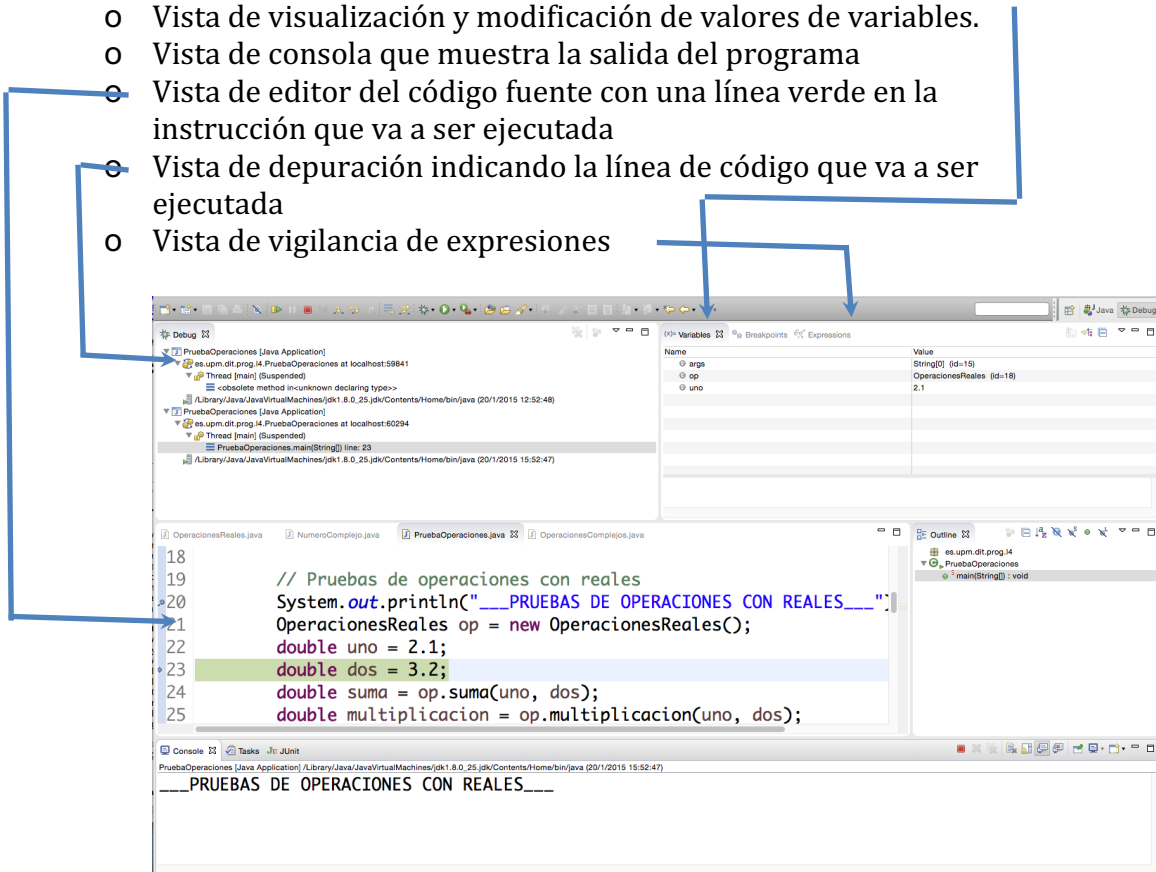 o Vista de visualización y modificación de valores de variables.
o Vista de consola que muestra la salida del programa
o Vista de editor del código fuente con una línea verde en la
instrucción que va a ser ejecutada
o Vista de depuración indicando la línea de código que va a ser
ejecutada
o Vista de vigilancia de expresiones
Java Debug
Debug
PruebaOperaciones [Java Application]
es.upm.dit.prog.l4.PruebaOperaciones at localhost:59841
Thread [main] (Suspended)
<obsolete method in<unknown declaring type>>
/Library/Java/JavaVirtualMachines/jdk1.8.0_25.jdk/Contents/Home/bin/java (20/1/2015 12:52:48)
PruebaOperaciones [Java Application]
es.upm.dit.prog.l4.PruebaOperaciones at localhost:60294
Thread [main] (Suspended)
PruebaOperaciones.main(String[]) line: 23
/Library/Java/JavaVirtualMachines/jdk1.8.0_25.jdk/Contents/Home/bin/java (20/1/2015 15:52:47)
(x)= Variables Breakpoints Expressions
Name Value
args String[0] (id=15)
op OperacionesReales (id=18)
uno 2.1
OperacionesReales.java NumeroComplejo.java PruebaOperaciones.java OperacionesComplejos.java
18
19 // Pruebas de operaciones con reales
20 System.out.println("___PRUEBAS DE OPERACIONES CON REALES___")
21 OperacionesReales op = new OperacionesReales();
22 double uno = 2.1;
23 double dos = 3.2;
24 double suma = op.suma(uno, dos);
25 double multiplicacion = op.multiplicacion(uno, dos);
Outline
es.upm.dit.prog.l4
PruebaOperaciones
main(String[]) : void
Console Tasks JUnit
PruebaOperaciones [Java Application] /Library/Java/JavaVirtualMachines/jdk1.8.0_25.jdk/Contents/Home/bin/java (20/1/2015 15:52:47)
___PRUEBAS DE OPERACIONES CON REALES___